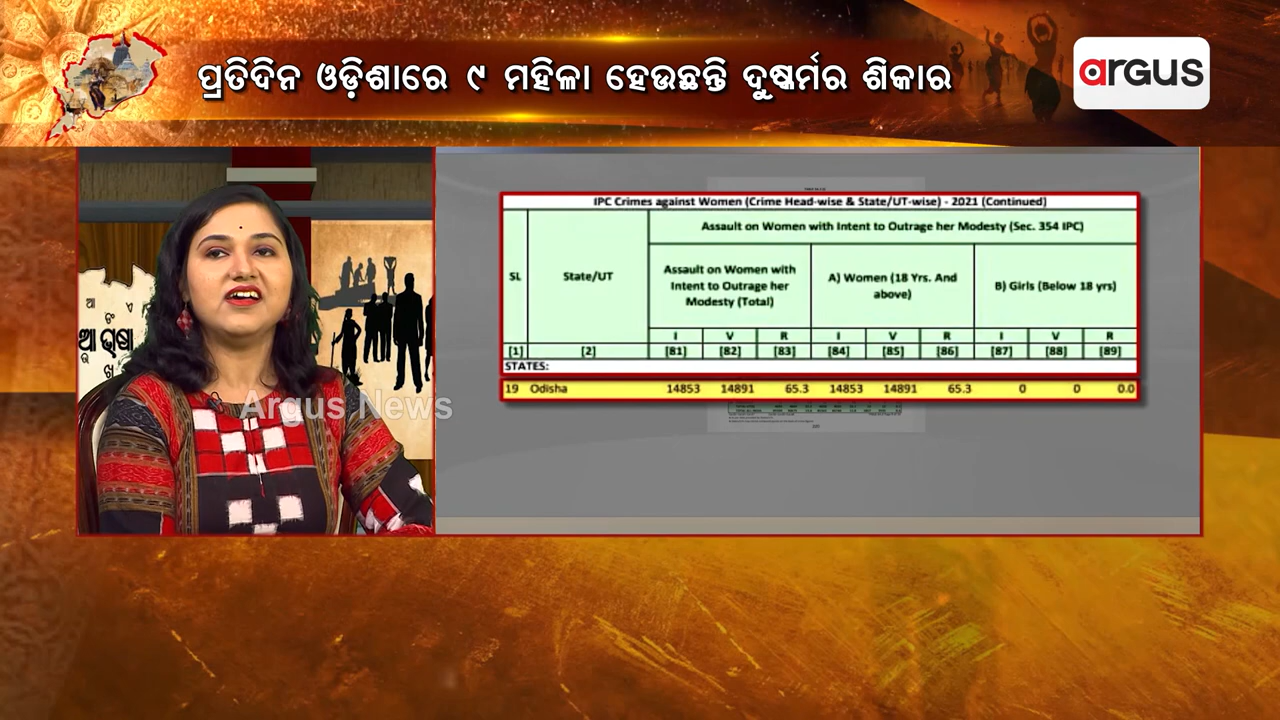 ପ୍ରତିଦିନ ଓଡ଼ିଶାରେ ୯ ମହିଳା ହେଉଛନ୍ତି ଦୁଷ୍କର୍ମର ଶିକାର
argus
IPC Crimes against Women (Crime Head-wise & State/UT-wise) - 2021 (Continued)
SL
State/UT
Assault on Women with Intent to Outrage her Modesty (Sec. 354 IPC)
Assault on Women with Intent to Outrage her Modesty (Total)
A) Women (18 Yrs. And above)
B) Girls (Below 18 yrs)
I V R I V R I V R
[1] [2] [81] [82] [83] [84] [85] [86] [87] [88] [89]
STATES:
19 Odisha 14853 14891 65.3 14853 14891 65.3 0 0 0.0
Argus News
ଆ ଏ
ଭାଷା
ଖ